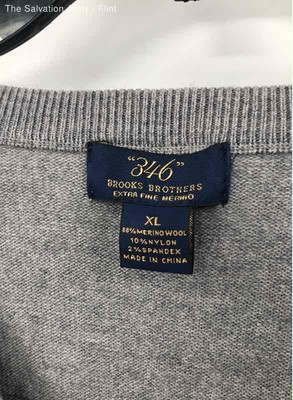 The Salvation Army - Flint
"346"
BROOKS BROTHERS
EXTRA FINE MERINO
XL
88% MERINO WOOL
10% NYLON
2% SPANDEX
MADE IN CHINA